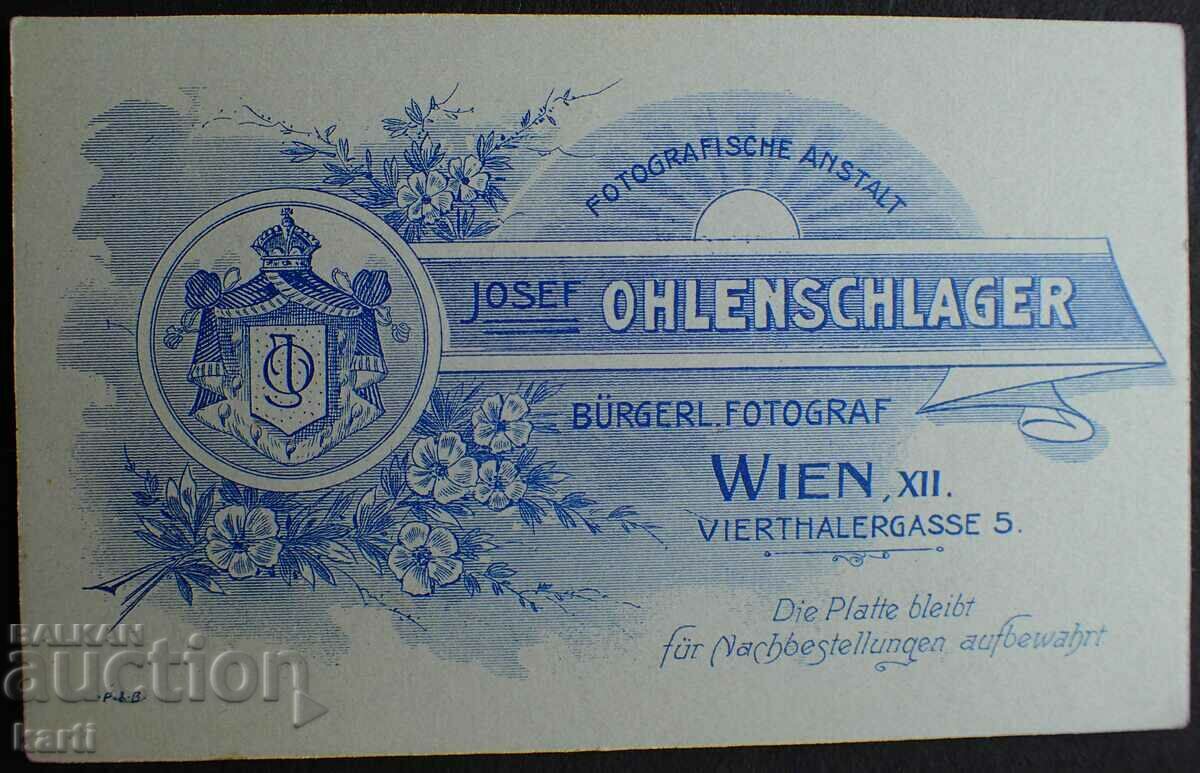 FOTOGRAFISCHE ANSTALT
JOSEF OHLENSCHLAGER
BÜRGERL. FOTOGRAF
WIEN, XII.
VIERTHALERGASSE 5.
Die Platte bleibt
für Nachbestellungen aufbewahrt
JO
P.L.B.
BALKAN
auction
karti